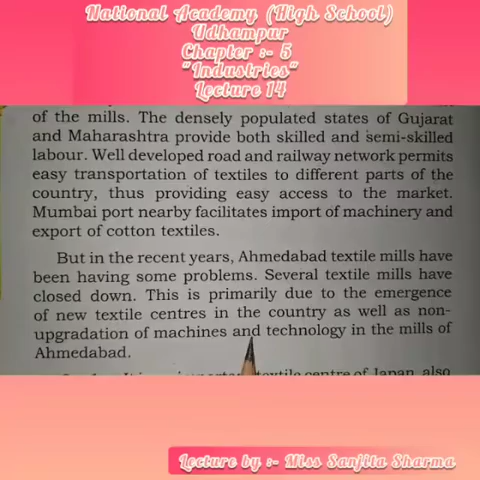 National Academy (High School)
Udhampur
Chapter :- 5
"Industries"
Lecture 14
of the mills. The densely populated states of Gujarat
and Maharashtra provide both skilled and semi-skilled
labour. Well developed road and railway network permits
easy transportation of textiles to different parts of the
country, thus providing easy access to the market.
Mumbai port nearby facilitates import of machinery and
export of cotton textiles.
But in the recent years, Ahmedabad textile mills have
been having some problems. Several textile mills have
closed down. This is primarily due to the emergence
of new textile centres in the country as well as non-
upgradation of machines and technology in the mills of
Ahmedabad.
textile centre of Japan, also
Lecture by :- Miss Sanjita Sharma